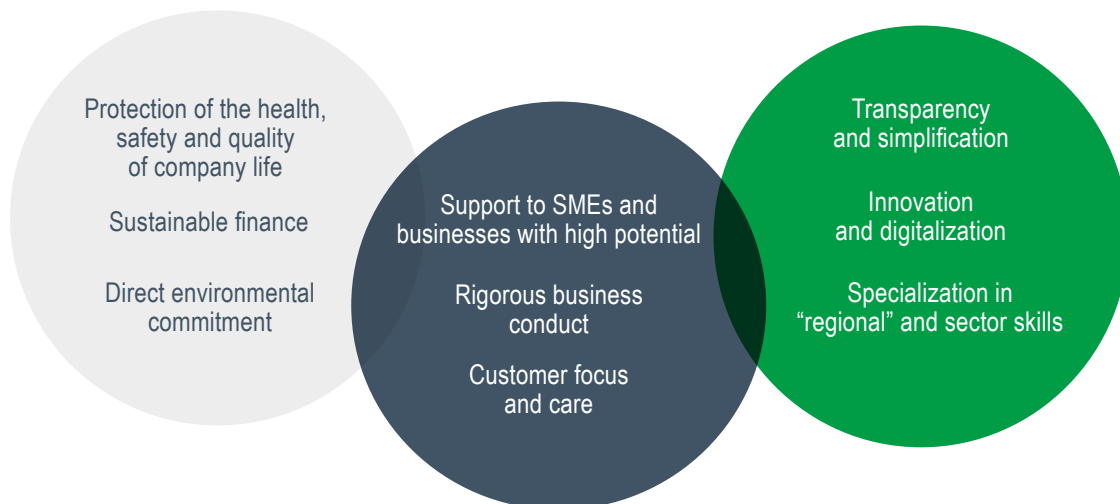 Protection of the health,
safety and quality
of company life
Sustainable finance
Direct environmental
commitment
Support to SMEs and
businesses with high potential
Rigorous business
conduct
Customer focus
and care
Transparency
and simplification
Innovation
and digitalization
Specialization in
“regional” and sector skills